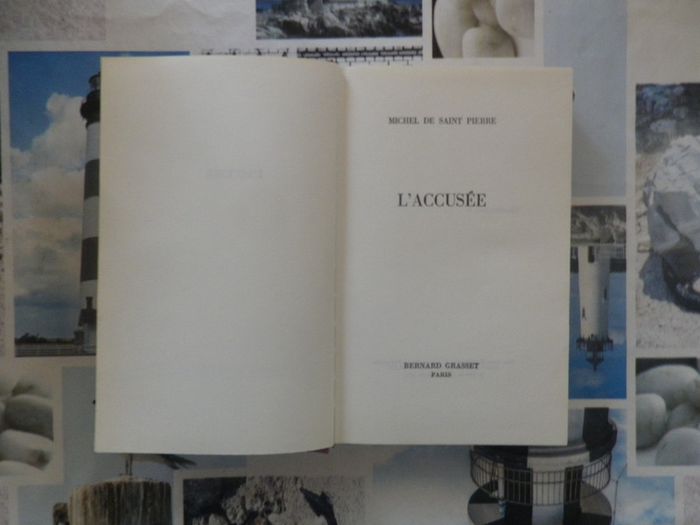 MICHEL DE SAINT PIERRE
L'ACCUSÉE
BERNARD GRASSET
PARIS